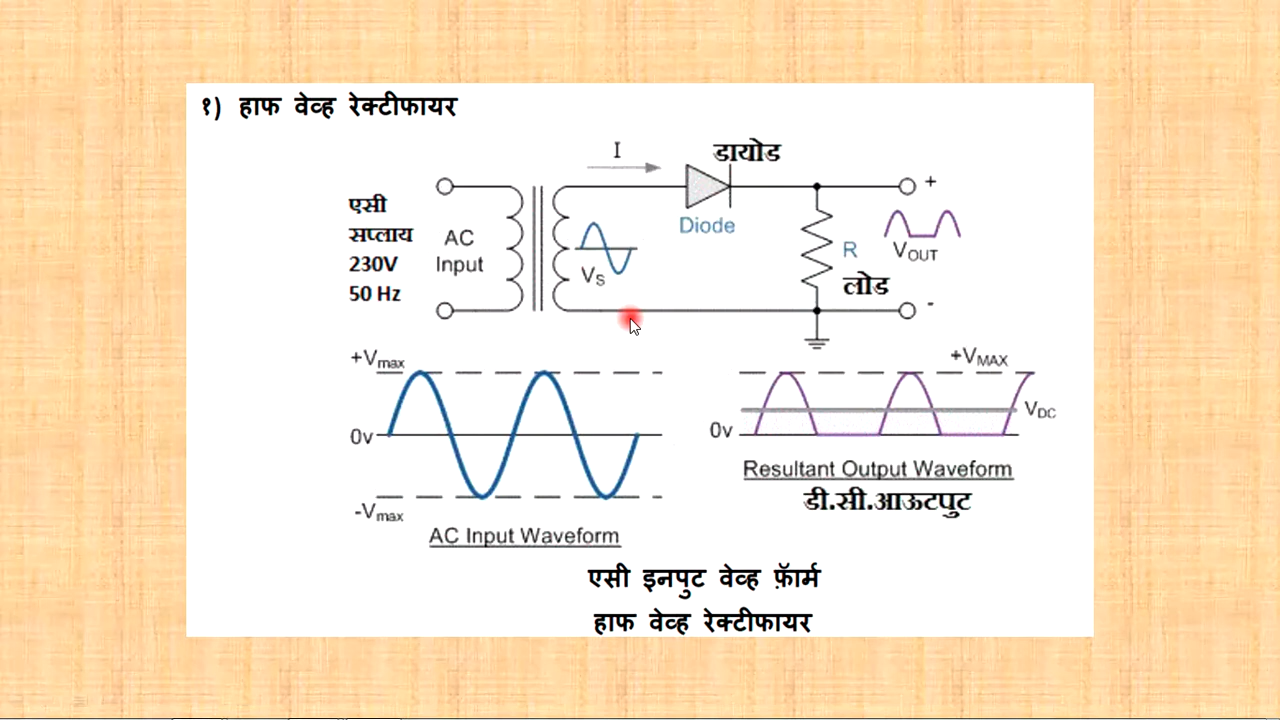 १) हाफ वेव्ह रेक्टीफायर
I
डायोड
एसी
सप्लाय
230V
50 Hz
AC
Input
Diode
+
VS
R
VOUT
लोड
-
+Vmax
0v
-Vmax
AC Input Waveform
+VMAX
VDC
0v
Resultant Output Waveform
डी.सी.आऊटपुट
एसी इनपुट वेव्ह फ़ॉर्म
हाफ वेव्ह रेक्टीफायर